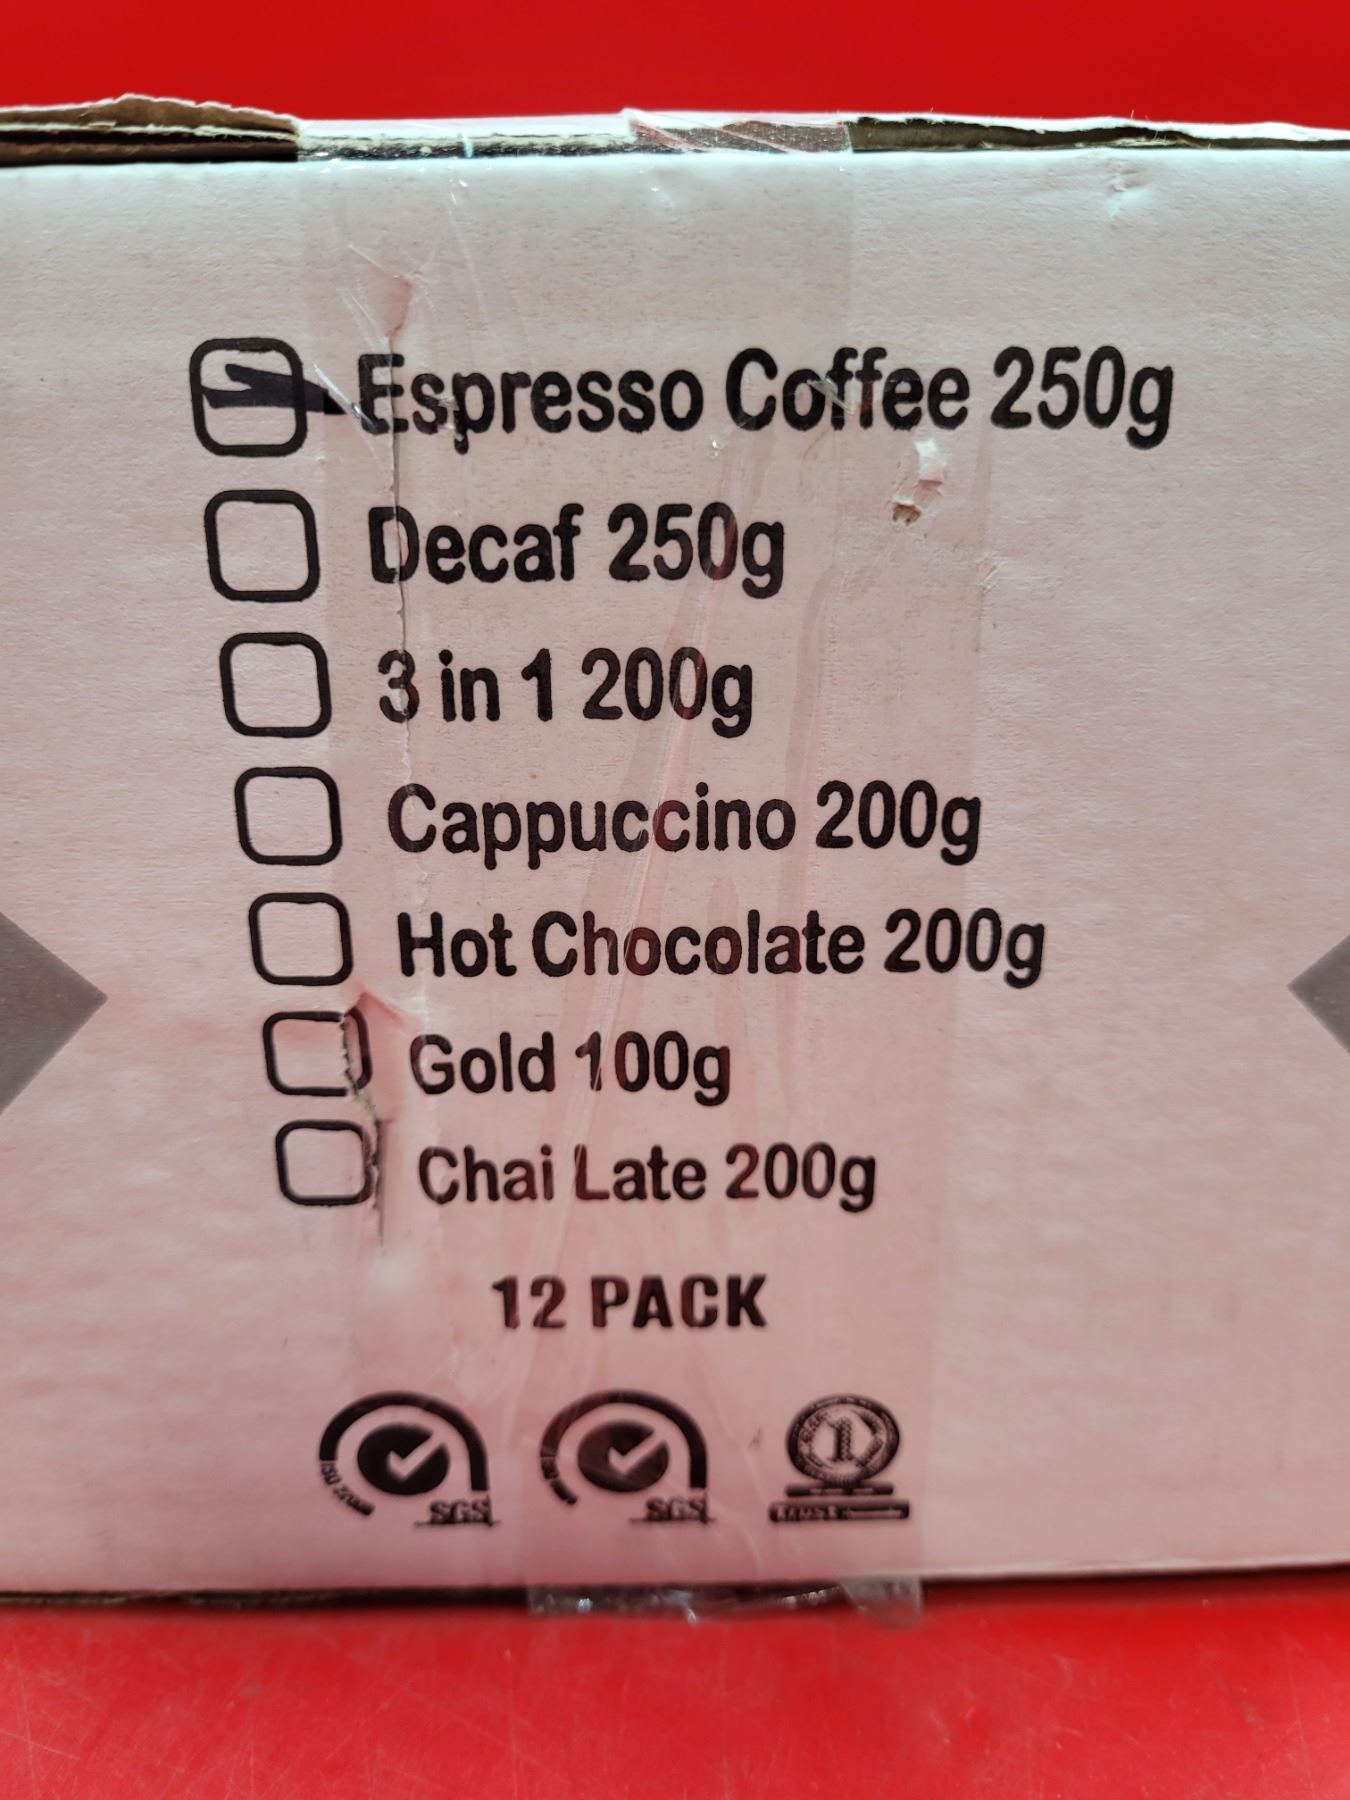 Espresso Coffee 250g
Decaf 250g
3 in 1 200g
Cappuccino 200g
Hot Chocolate 200g
Gold 100g
Chai Late 200g
12 PACK
SGS SGS 1